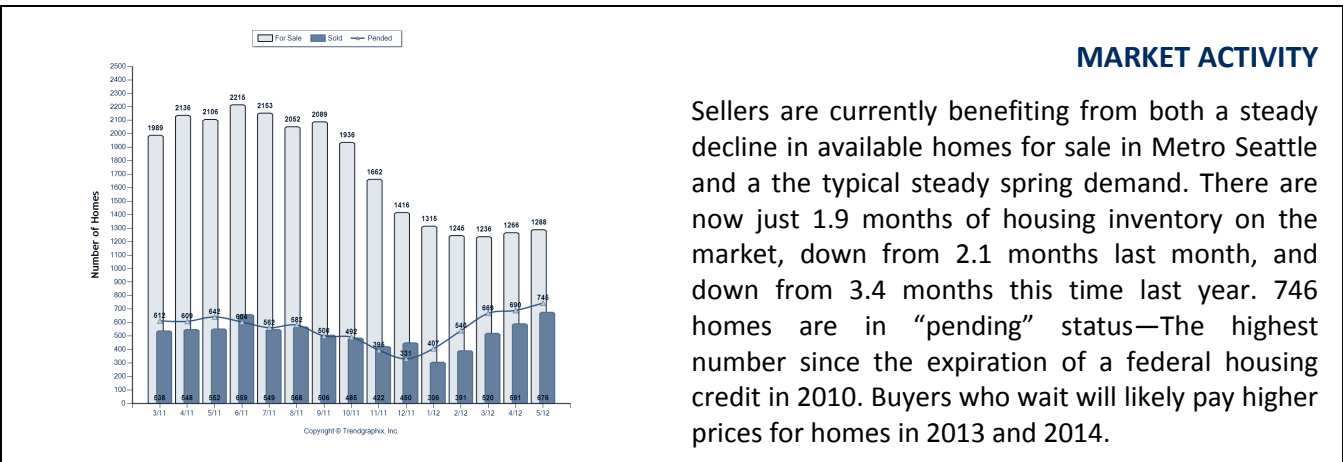 For Sale Sold Pended
2500
2400
2300
2200
2100
2000
1900
1800
1700
1600
1500
1400
1300
1200
1100
1000
900
800
700
600
500
400
300
200
100
0
Number of Homes
1989 2136 2106 2215 2153 2052 2089 1936 1662 1416 1315 1245 1236 1266 1288
612 609 642 604 562 582 500 492 395 331 407 540 669 690 746
538 548 552 659 549 568 506 485 422 450 306 391 520 591 676
3/11 4/11 5/11 6/11 7/11 8/11 9/11 10/11 11/11 12/11 1/12 2/12 3/12 4/12 5/12
Copyright © Trendgraphix, Inc.
MARKET ACTIVITY
Sellers are currently benefiting from both a steady
decline in available homes for sale in Metro Seattle
and a the typical steady spring demand. There are
now just 1.9 months of housing inventory on the
market, down from 2.1 months last month, and
down from 3.4 months this time last year. 746
homes are in “pending” status—The highest
number since the expiration of a federal housing
credit in 2010. Buyers who wait will likely pay higher
prices for homes in 2013 and 2014.